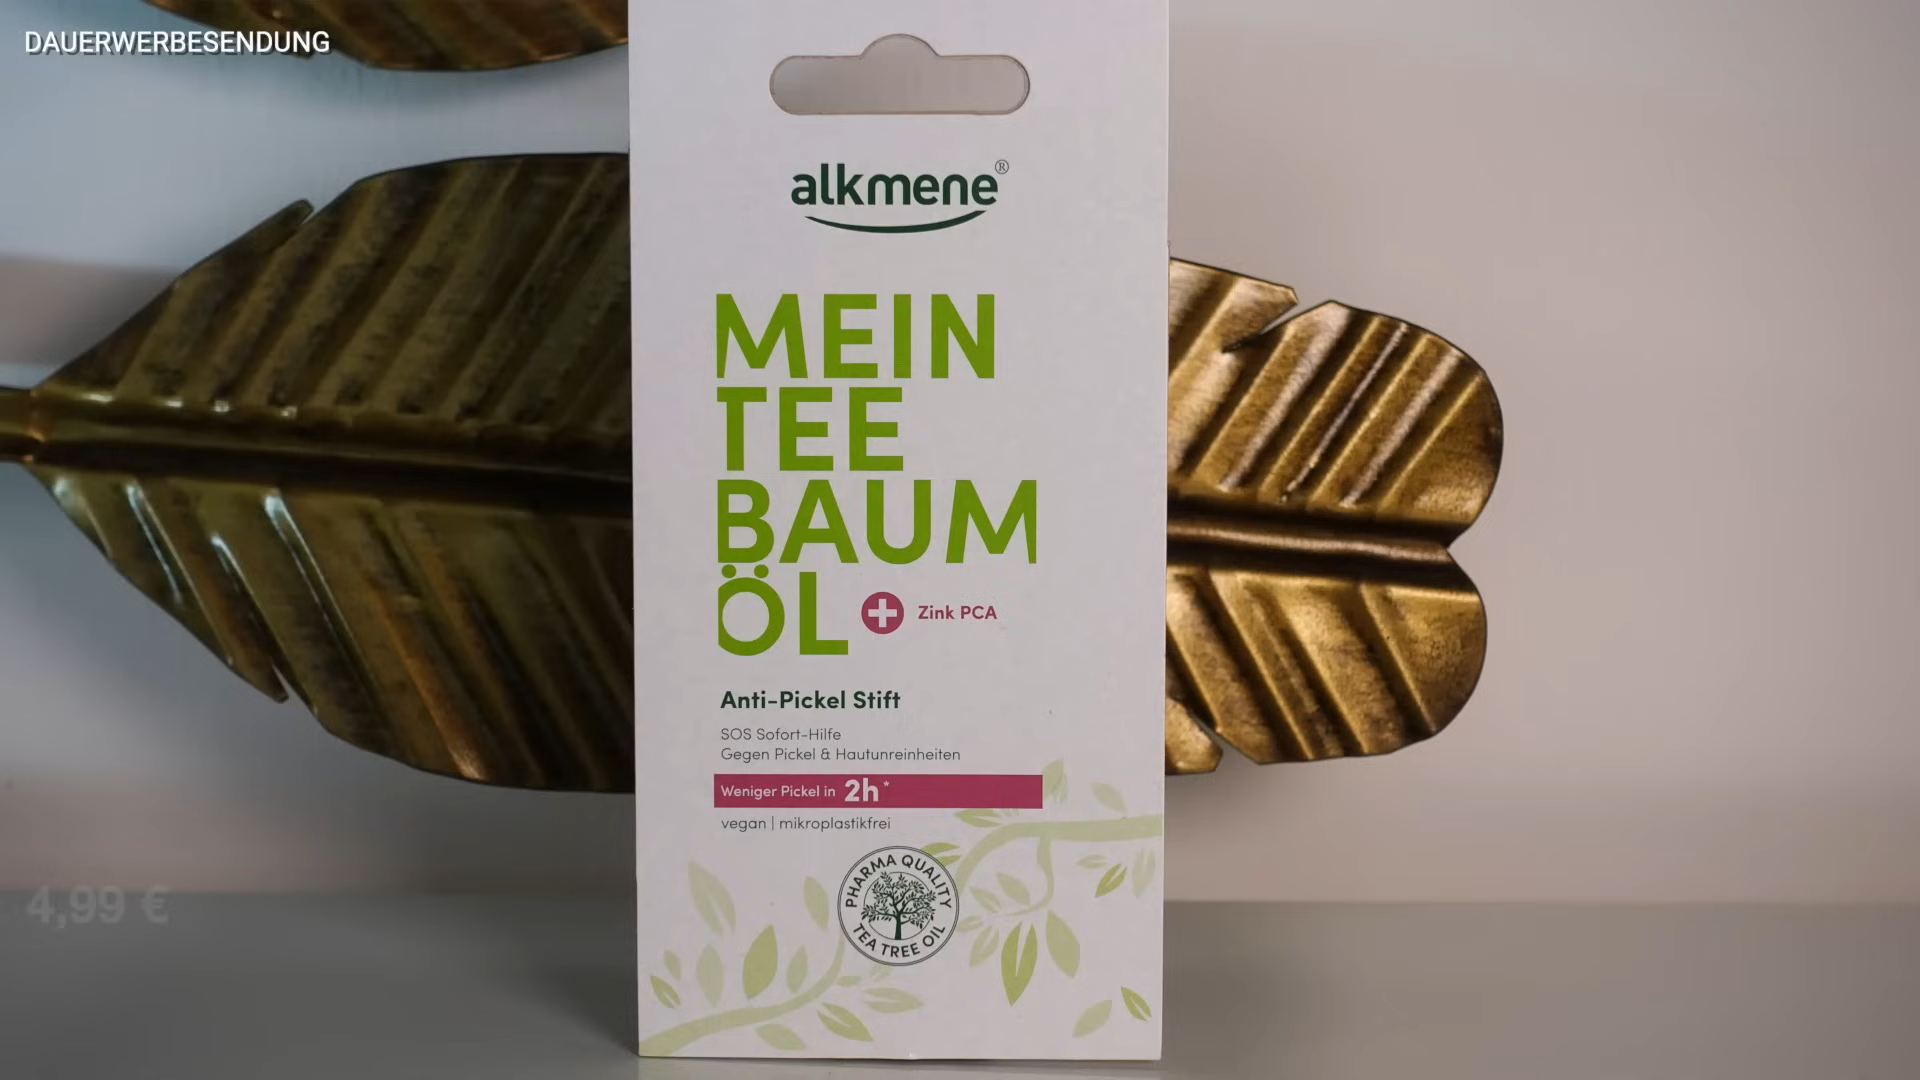 DAUERWERBESENDUNG
alkmene®
MEIN
TEE
BAUM
ÖL + Zink PCA
Anti-Pickel Stift
SOS Sofort-Hilfe
Gegen Pickel & Hautunreinheiten
Weniger Pickel in 2h*
vegan | mikroplastikfrei
PHARMA QUALITY
TEA TREE OIL
4,99 €